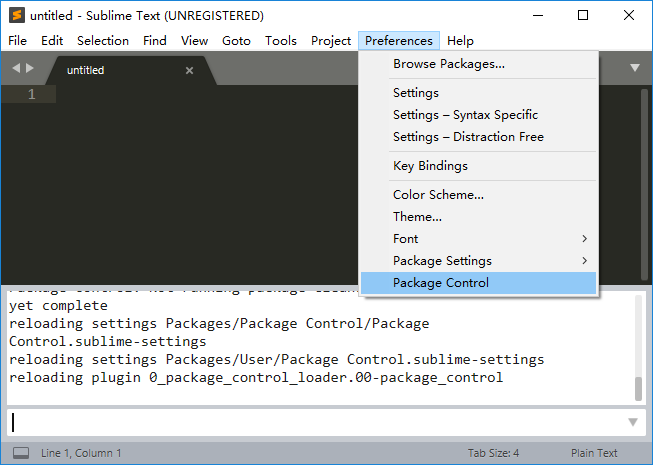 untitled - Sublime Text (UNREGISTERED)
File Edit Selection Find View Goto Tools Project Preferences Help
untitled
1
Browse Packages...
Settings
Settings – Syntax Specific
Settings – Distraction Free
Key Bindings
Color Scheme...
Theme...
Font
Package Settings
Package Control
yet complete
reloading settings Packages/Package Control/Package
Control.sublime-settings
reloading settings Packages/User/Package Control.sublime-settings
reloading plugin 0_package_control_loader.00-package_control
Line 1, Column 1 Tab Size: 4 Plain Text